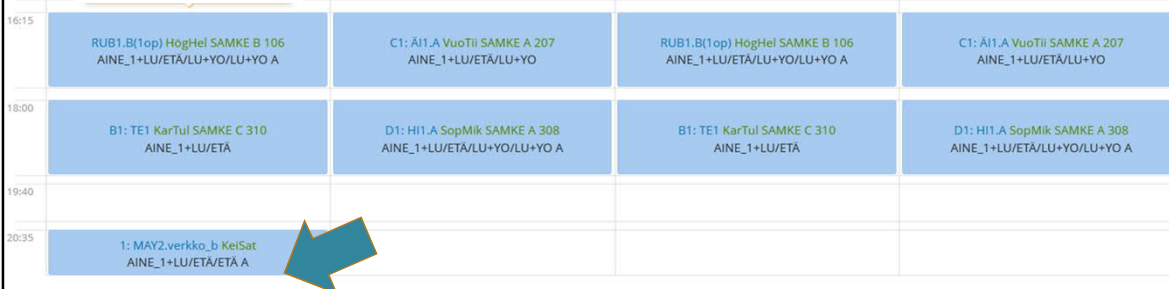 16:15
RUB1.B(1op) HögHel SAMKE B 106
AINE_1+LU/ETÄ/LU+YO/LU+YO A
C1: ÄI1.A VuoTii SAMKE A 207
AINE_1+LU/ETÄ/LU+YO
RUB1.B(1op) HögHel SAMKE B 106
AINE_1+LU/ETÄ/LU+YO/LU+YO A
C1: ÄI1.A VuoTii SAMKE A 207
AINE_1+LU/ETÄ/LU+YO
18:00
B1: TE1 KarTul SAMKE C 310
AINE_1+LU/ETÄ
D1: HI1.A SopMik SAMKE A 308
AINE_1+LU/ETÄ/LU+YO/LU+YO A
B1: TE1 KarTul SAMKE C 310
AINE_1+LU/ETÄ
D1: HI1.A SopMik SAMKE A 308
AINE_1+LU/ETÄ/LU+YO/LU+YO A
19:40
20:35
1: MAY2.verkko_b KeiSat
AINE_1+LU/ETÄ/ETÄ A